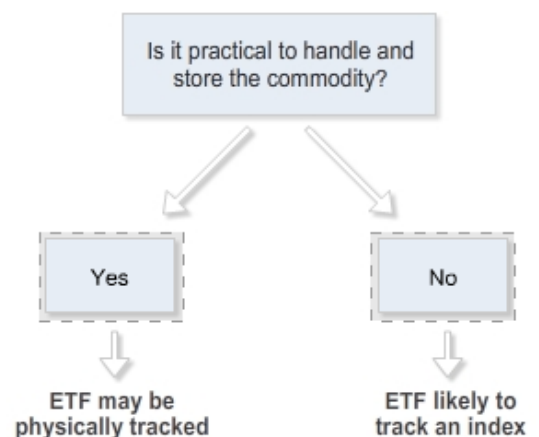 Is it practical to handle and
store the commodity?
Yes
No
ETF may be
physically tracked
ETF likely to
track an index